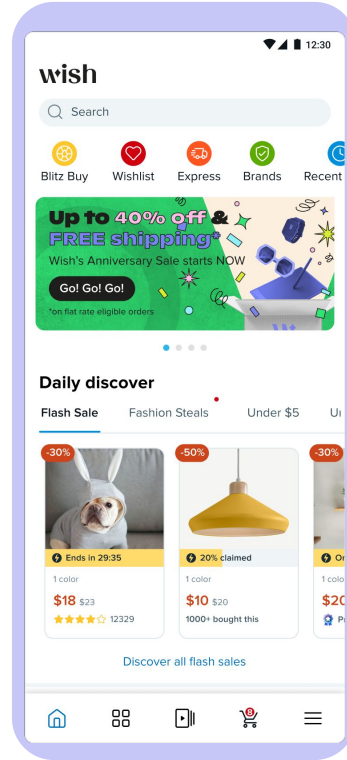 12:30
wish
Search
Blitz Buy
Wishlist
Express
Brands
Recent
Up to 40% off &
FREE shipping*
Wish's Anniversary Sale starts NOW
Go! Go! Go!
*on flat rate eligible orders
Daily discover
Flash Sale
Fashion Steals
Under $5
-30%
-50%
-30%
Ends in 29:35
20% claimed
1 color
1 color
$18 $23
$10 $20
$20
12329
1000+ bought this
Discover all flash sales
8